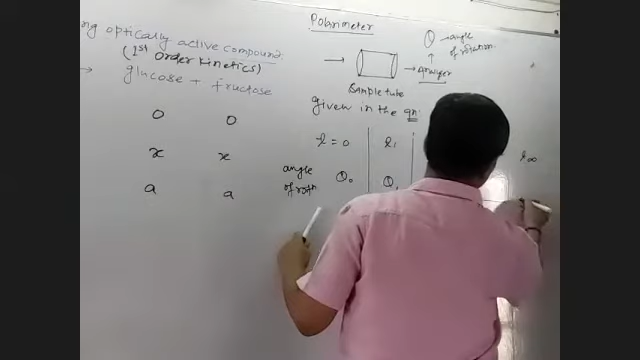 ng optically active compound:
(1st order kinetics)
→ glucose + fructose
0 0
x x
a a
Polarimeter
θ → angle of rotation
→ → analyser
Sample tube
given in the qn:
t = 0 t1 t∞
angle of rotn θ0 θ1